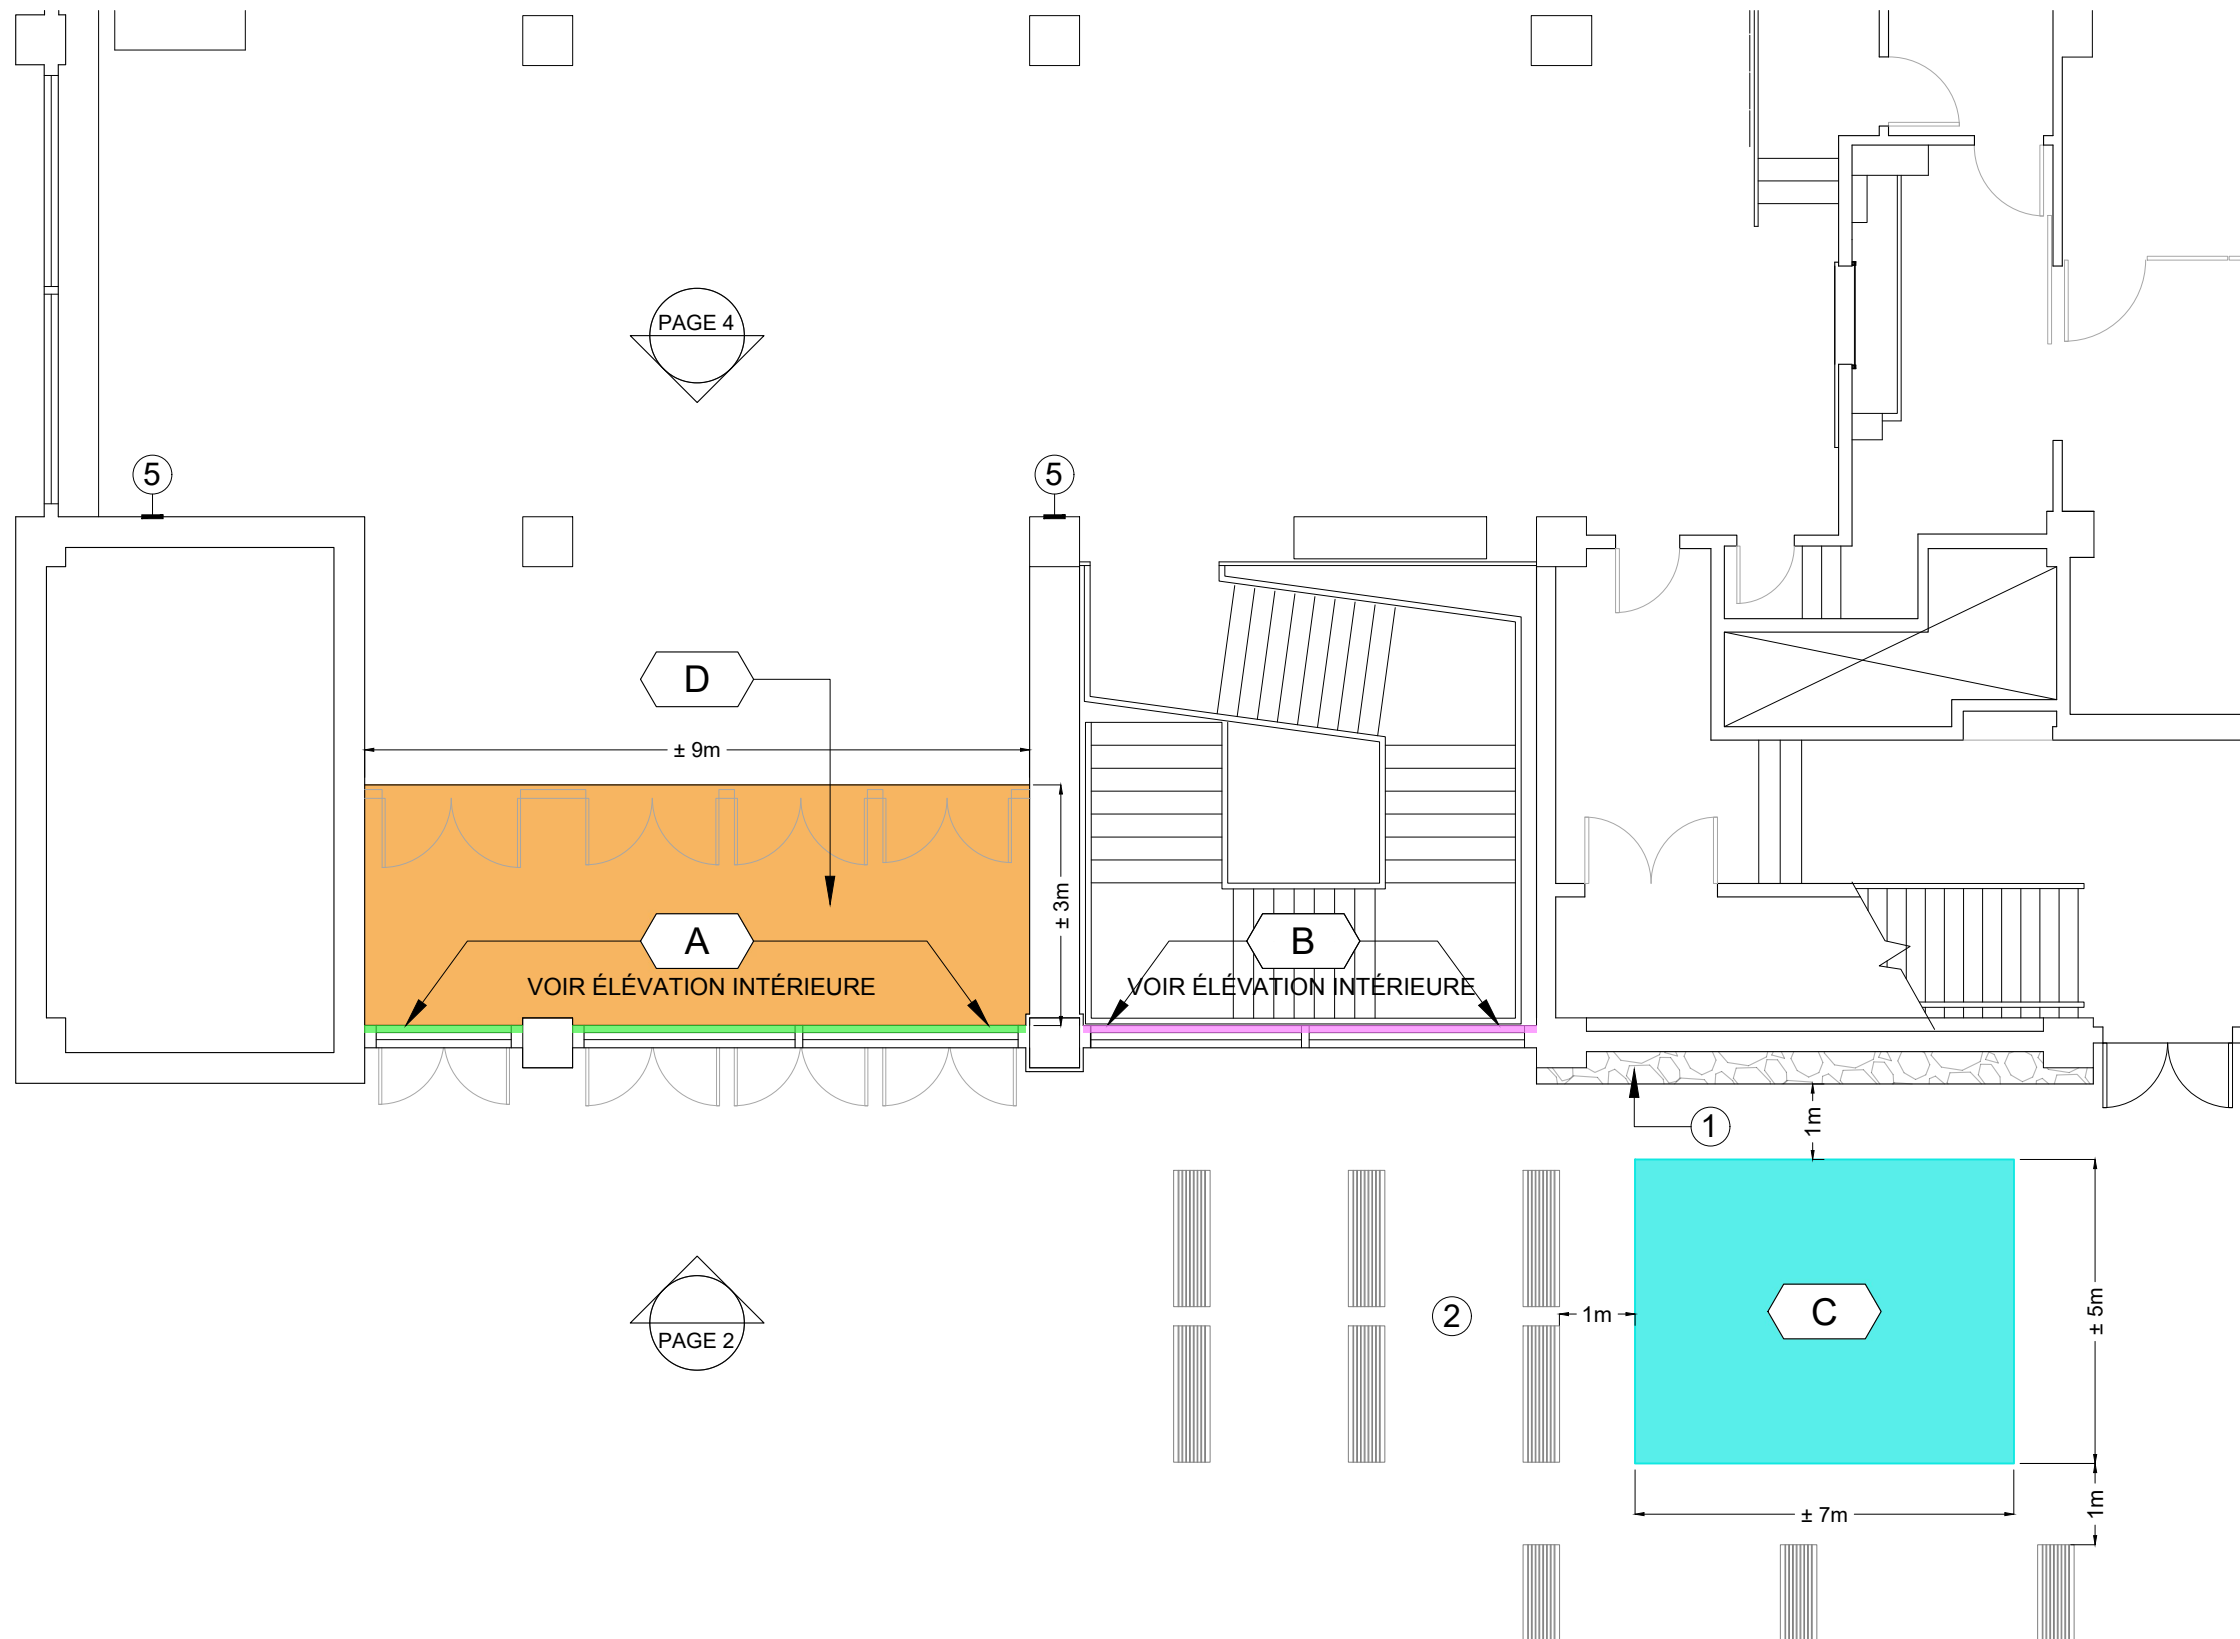 PAGE 4
5
5
D
± 9m
± 3m
A
B
VOIR ÉLÉVATION INTÉRIEURE
VOIR ÉLÉVATION INTÉRIEURE
1
1m
2
1m
C
± 5m
PAGE 2
1m
± 7m